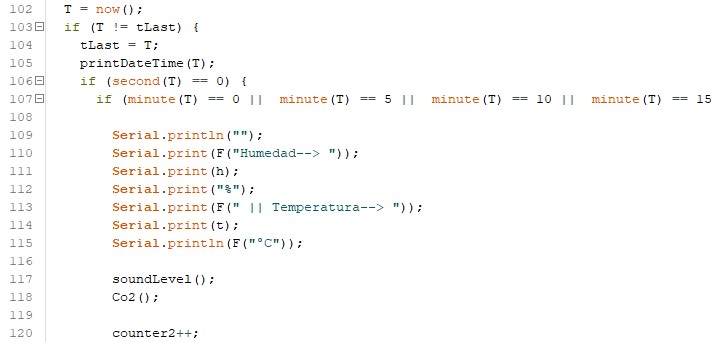 102 T = now();
103 if (T != tLast) {
104 tLast = T;
105 printDateTime(T);
106 if (second(T) == 0) {
107 if (minute(T) == 0 || minute(T) == 5 || minute(T) == 10 || minute(T) == 15
108
109 Serial.println("");
110 Serial.print(F("Humedad--> "));
111 Serial.print(h);
112 Serial.print("%");
113 Serial.print(F(" || Temperatura--> "));
114 Serial.print(t);
115 Serial.println(F("°C"));
116
117 soundLevel();
118 Co2();
119
120 counter2++;